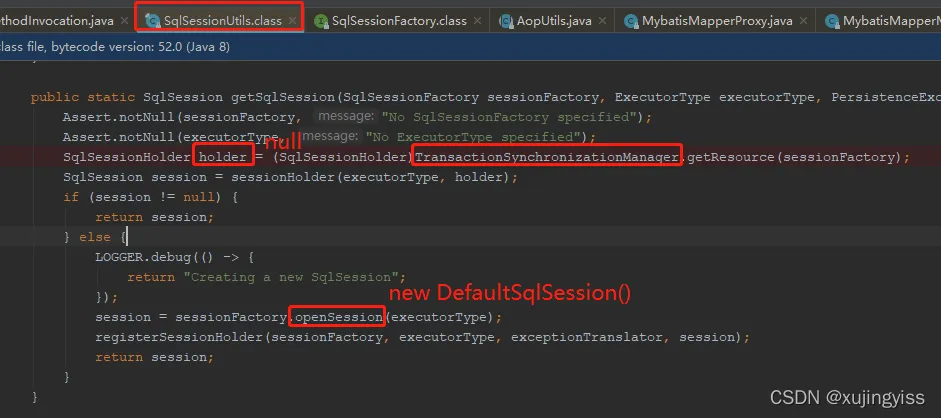 ethodInvocation.java × SqlSessionUtils.class × SqlSessionFactory.class × AopUtils.java × MybatisMapperProxy.java × MybatisMapperM
class file, bytecode version: 52.0 (Java 8)
public static SqlSession getSqlSession(SqlSessionFactory sessionFactory, ExecutorType executorType, PersistenceExc
Assert.notNull(sessionFactory, message: "No SqlSessionFactory specified");
Assert.notNull(executorType, message: "No ExecutorType specified");
null
SqlSessionHolder holder = (SqlSessionHolder)TransactionSynchronizationManager.getResource(sessionFactory);
SqlSession session = sessionHolder(executorType, holder);
if (session != null) {
return session;
} else {
LOGGER.debug(() -> {
return "Creating a new SqlSession";
});
new DefaultSqlSession()
session = sessionFactory.openSession(executorType);
registerSessionHolder(sessionFactory, executorType, exceptionTranslator, session);
return session;
}
}
CSDN @xujingyiss